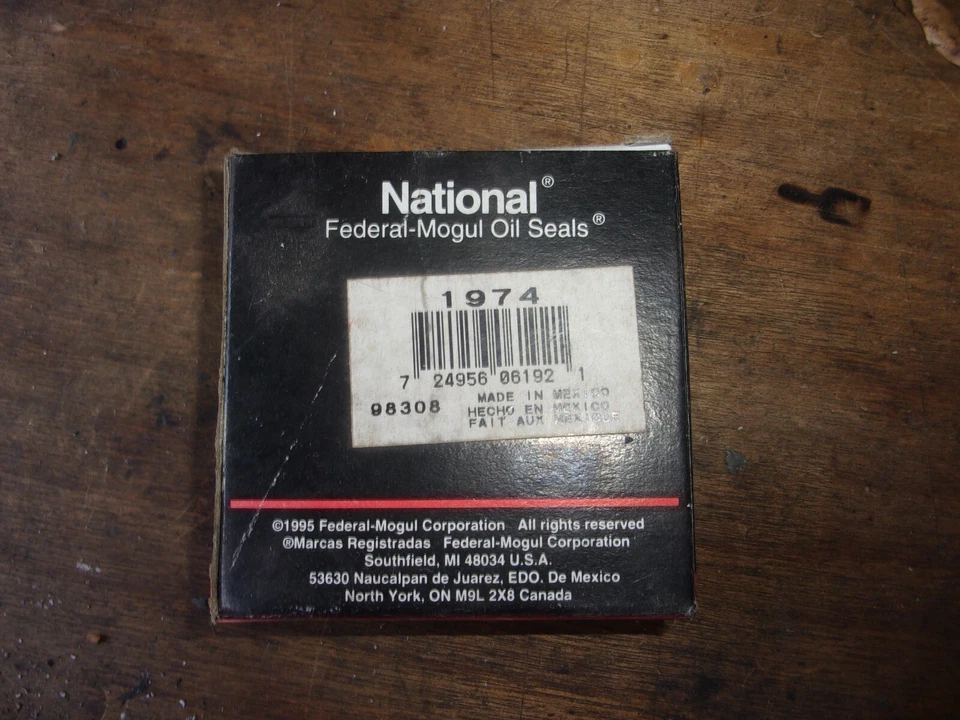 National®
Federal-Mogul Oil Seals®
1974
7 24956 06192 1
98308
MADE IN MEXICO
HECHO EN MEXICO
FAIT AUX MEXIQUE
©1995 Federal-Mogul Corporation All rights reserved
®Marcas Registradas Federal-Mogul Corporation
Southfield, MI 48034 U.S.A.
53630 Naucalpan de Juarez, EDO. De Mexico
North York, ON M9L 2X8 Canada